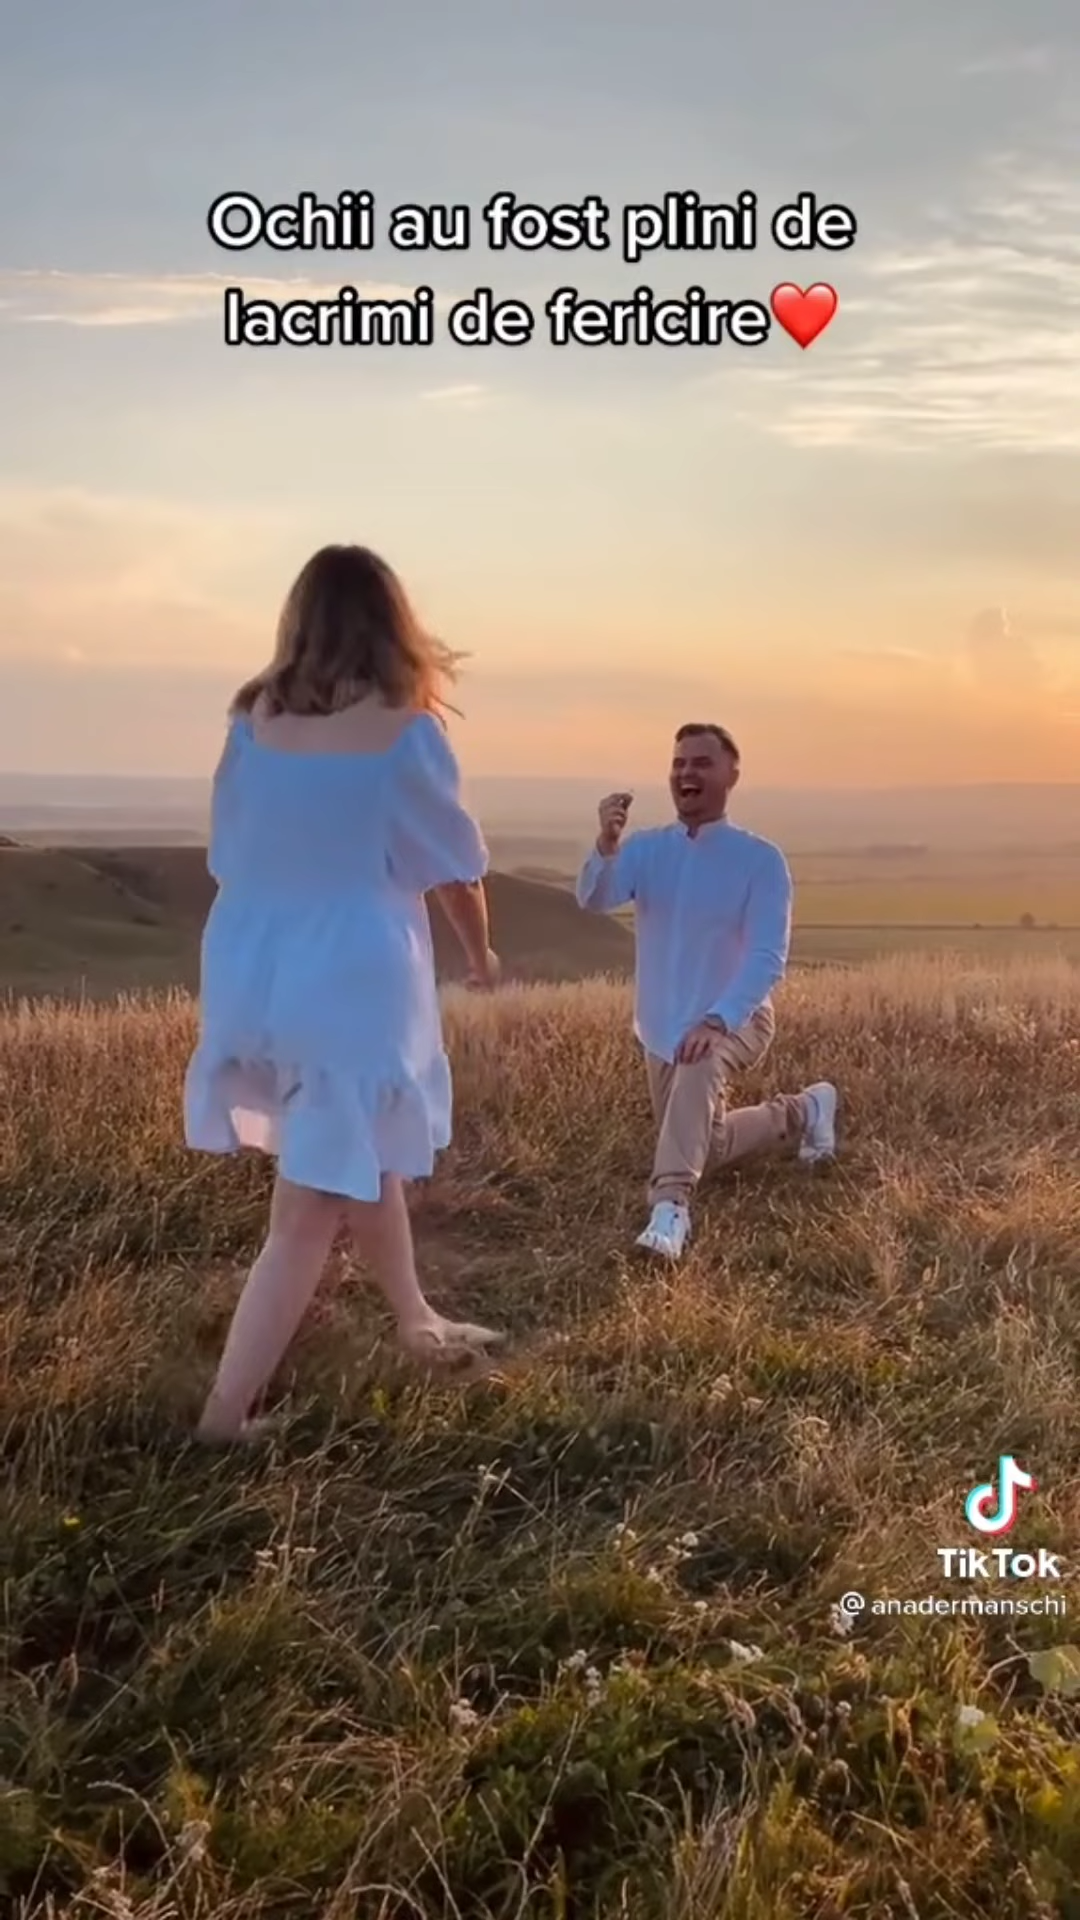 Ochii au fost plini de
lacrimi de fericire❤️
TikTok
@anadermanschi